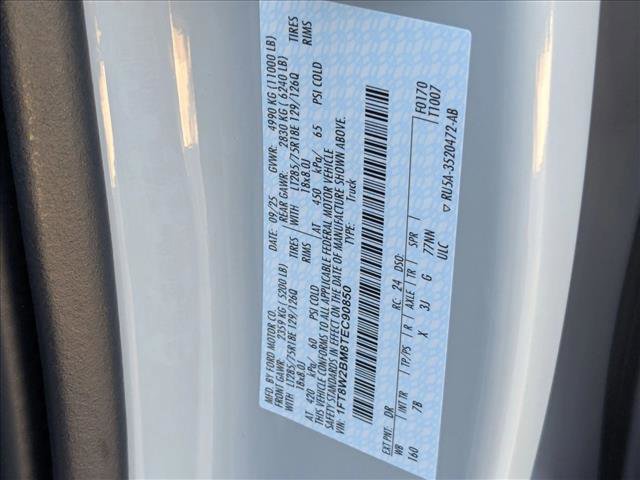 MFD. BY FORD MOTOR CO.
DATE: 09/25 GVWR: 4990 KG (11000 LB)
FRONT GAWR: 2359 KG (5200 LB) REAR GAWR: 2830 KG (6240 LB)
LT285/75R18E 129/126Q TIRES WITH LT285/75R18E 129/126Q TIRES
18x8.0J RIMS 18x8.0J RIMS
AT 420 kPa/ 60 PSI COLD AT 450 kPa/ 65 PSI COLD
THIS VEHICLE CONFORMS TO ALL APPLICABLE FEDERAL MOTOR VEHICLE
SAFETY STANDARDS IN EFFECT ON THE DATE OF MANUFACTURE SHOWN ABOVE.
VIN: 1FT8W2BM8TEC90850 TYPE: Truck
F0170
TT007
EXT PNT: DR RC: 24 DSO:
WB INT TR TP/PS R AXLE TR SPR
160 7B X 3J G 77NN
ULC
▽ RU5A-3520472-AB